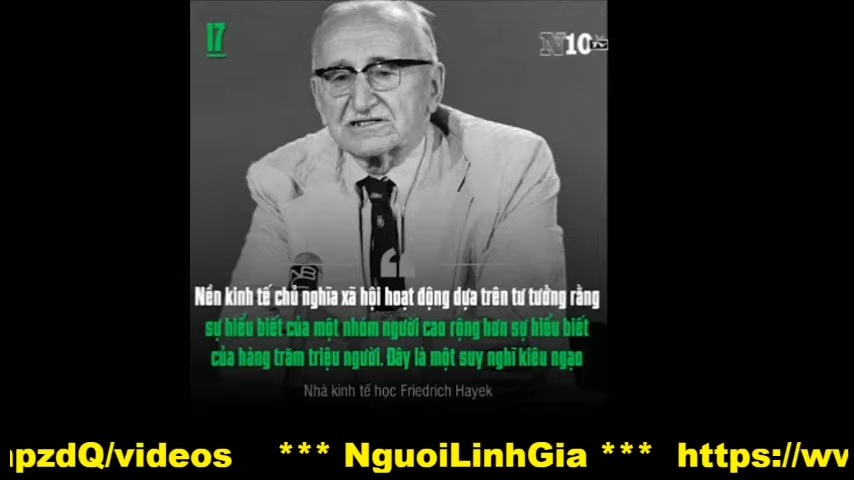 17
N10 TV
Nền kinh tế chủ nghĩa xã hội hoạt động dựa trên tư tưởng rằng
sự hiểu biết của một nhóm người cao rộng hơn sự hiểu biết
của hàng trăm triệu người. Đây là một suy nghĩ kiêu ngạo
Nhà kinh tế học Friedrich Hayek
pzdQ/videos *** NguoiLinhGia *** https://